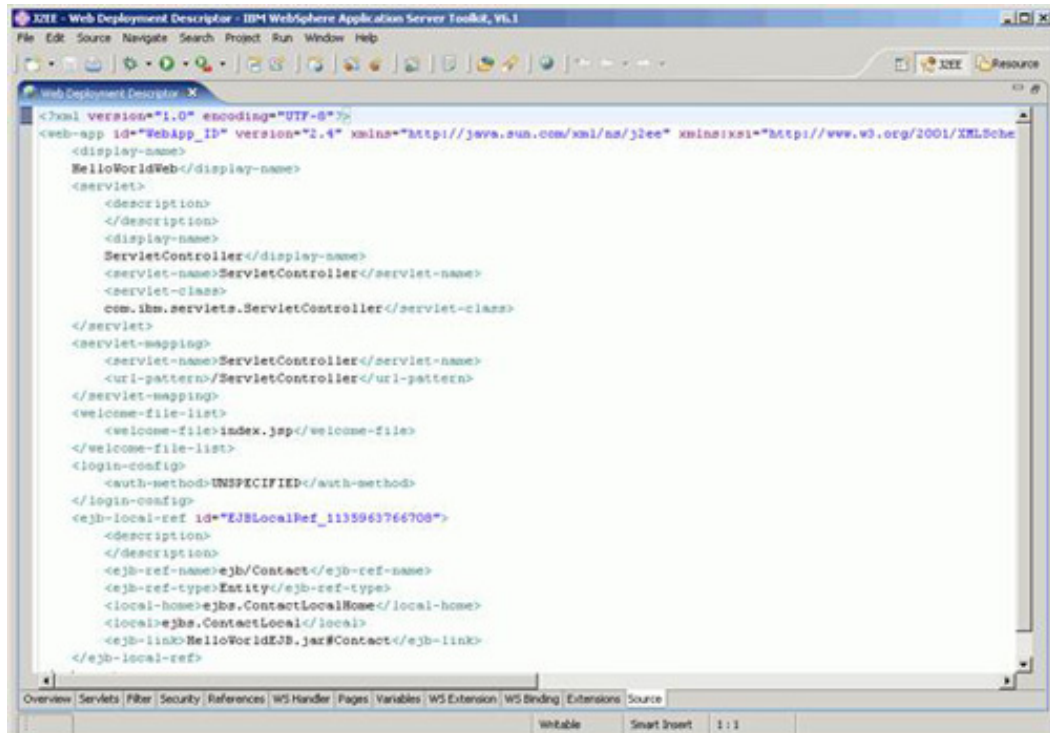 J2EE - Web Deployment Descriptor - IBM WebSphere Application Server Toolkit, V6.1
File Edit Source Navigate Search Project Run Window Help
J2EE Resource
Web Deployment Descriptor
<?xml version="1.0" encoding="UTF-8"?>
<web-app id="WebApp_ID" version="2.4" xmlns="http://java.sun.com/xml/ns/j2ee" xmlns:xsi="http://www.w3.org/2001/XMLSche
<display-name>
HelloWorldWeb</display-name>
<servlet>
<description>
</description>
<display-name>
ServletController</display-name>
<servlet-name>ServletController</servlet-name>
<servlet-class>
com.ibm.servlets.ServletController</servlet-class>
</servlet>
<servlet-mapping>
<servlet-name>ServletController</servlet-name>
<url-pattern>/ServletController</url-pattern>
</servlet-mapping>
<welcome-file-list>
<welcome-file>index.jsp</welcome-file>
</welcome-file-list>
<login-config>
<auth-method>UNSPECIFIED</auth-method>
</login-config>
<ejb-local-ref id="EJBLocalRef_1135963766708">
<description>
</description>
<ejb-ref-name>ejb/Contact</ejb-ref-name>
<ejb-ref-type>Entity</ejb-ref-type>
<local-home>ejbs.ContactLocalHome</local-home>
<local>ejbs.ContactLocal</local>
<ejb-link>HelloWorldEJB.jar#Contact</ejb-link>
</ejb-local-ref>
Overview Servlets Filter Security References WS Handler Pages Variables WS Extension WS Binding Extensions Source
Writable Smart Insert 1 : 1